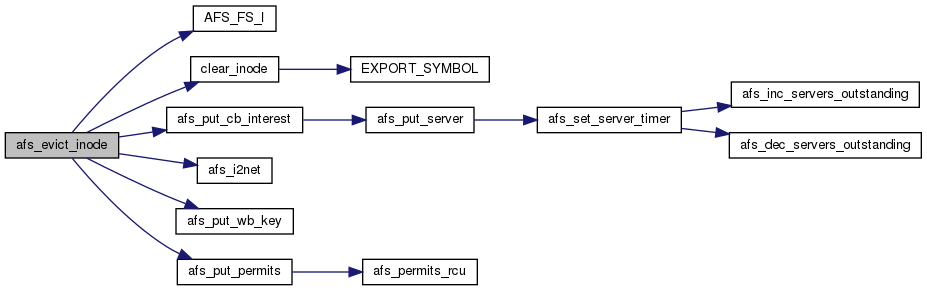 AFS_FS_I
clear_inode
EXPORT_SYMBOL
afs_inc_servers_outstanding
afs_put_cb_interest
afs_put_server
afs_set_server_timer
afs_evict_inode
afs_dec_servers_outstanding
afs_i2net
afs_put_wb_key
afs_put_permits
afs_permits_rcu